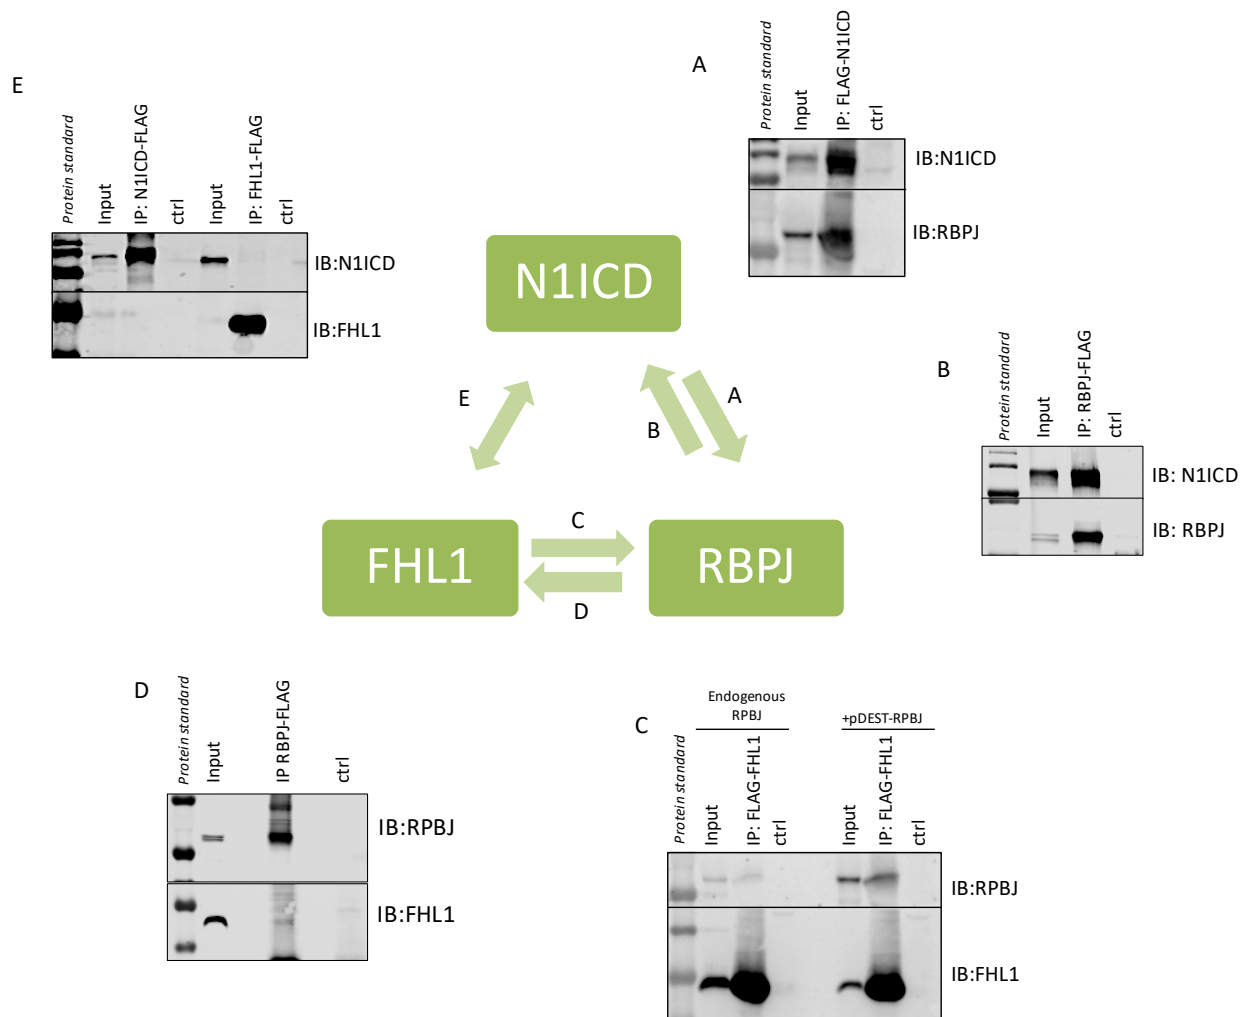 E
Protein standard
Input
IP: N1ICD-FLAG
ctrl
Input
IP: FHL1-FLAG
ctrl
IB:N1ICD
IB:FHL1
A
Protein standard
Input
IP: FLAG-N1ICD
ctrl
IB:N1ICD
IB:RBPJ
N1ICD
B
Protein standard
Input
IP: RBPJ-FLAG
ctrl
IB: N1ICD
IB: RBPJ
E
A
B
C
D
FHL1
RBPJ
D
Protein standard
Input
IP RBPJ-FLAG
ctrl
IB:RPBJ
IB:FHL1
C
Endogenous
RPBJ
+pDEST-RPBJ
Protein standard
Input
IP: FLAG-FHL1
ctrl
Input
IP: FLAG-FHL1
ctrl
IB:RPBJ
IB:FHL1